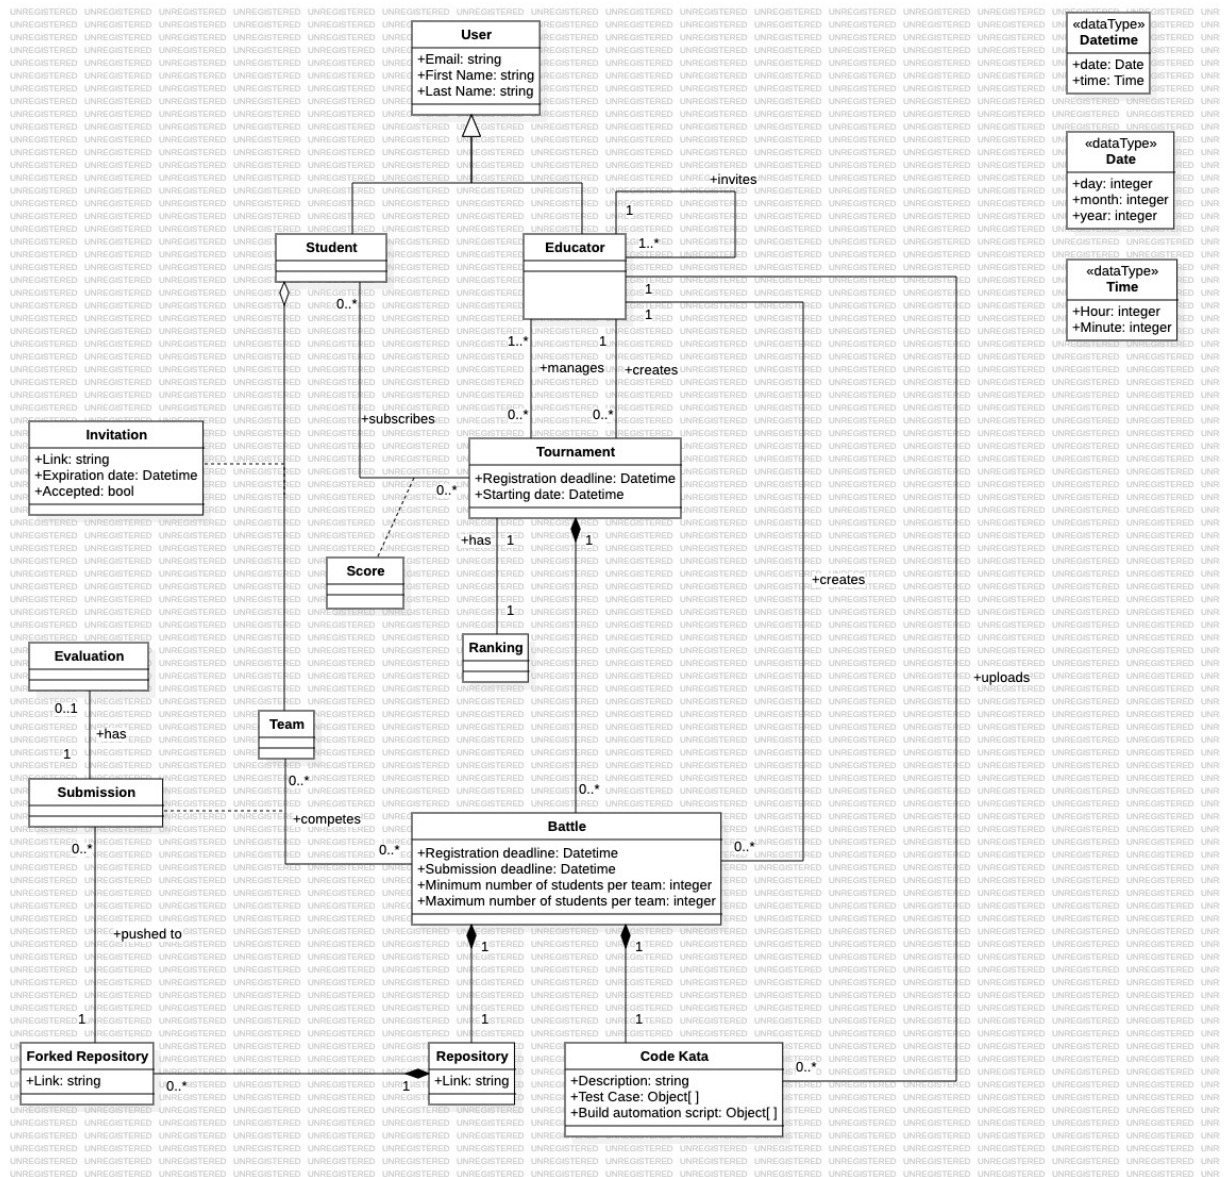 User
+Email: string
+First Name: string
+Last Name: string
«dataType»
Datetime
+date: Date
+time: Time
«dataType»
Date
+day: integer
+month: integer
+year: integer
«dataType»
Time
+Hour: integer
+Minute: integer
+invites
1
1..*
Student
Educator
0..*
1
1
1..*
1
+manages
+creates
0..*
0..*
+subscribes
Invitation
+Link: string
+Expiration date: Datetime
+Accepted: bool
Tournament
+Registration deadline: Datetime
+Starting date: Datetime
0..*
+has
1
1
Score
+creates
1
Ranking
Evaluation
0..1
+has
1
+uploads
Team
0..*
Submission
+competes
0..*
0..*
0..*
0..*
Battle
+Registration deadline: Datetime
+Submission deadline: Datetime
+Minimum number of students per team: integer
+Maximum number of students per team: integer
+pushed to
1
1
1
1
1
Forked Repository
+Link: string
0..*
1
Repository
+Link: string
Code Kata
+Description: string
+Test Case: Object[ ]
+Build automation script: Object[ ]
0..*
UNREGISTERED